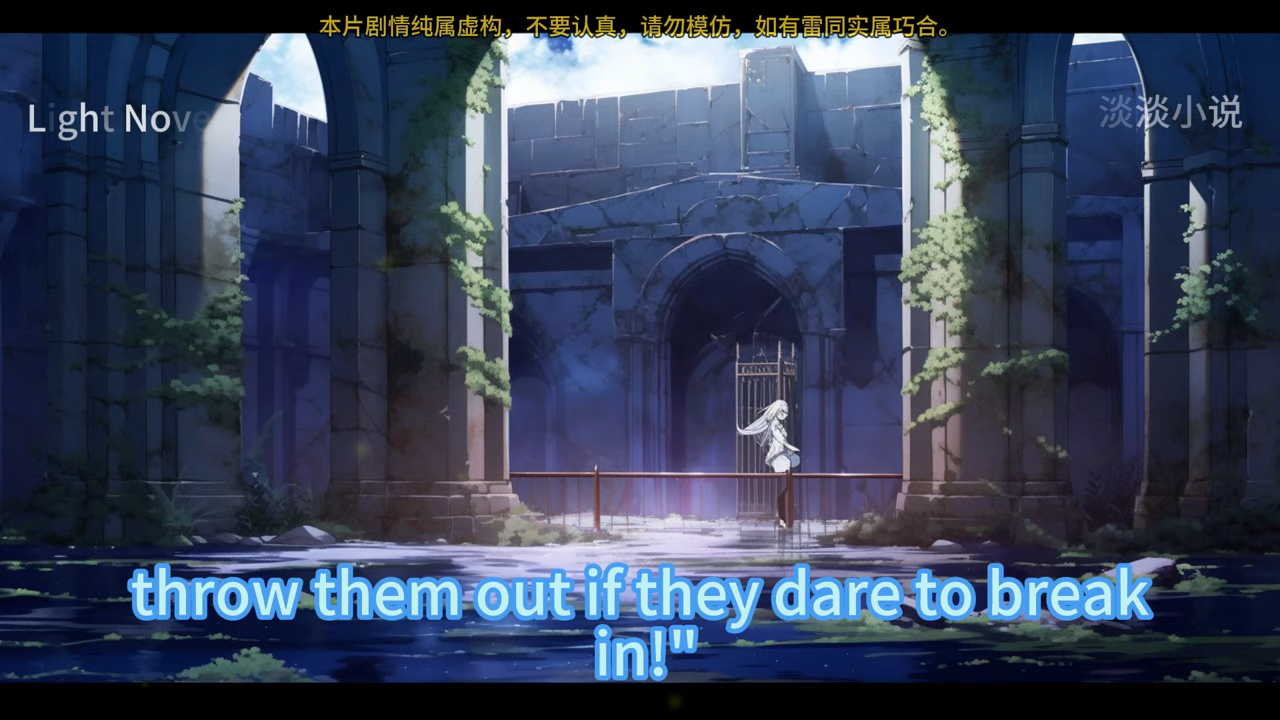 本片剧情纯属虚构，不要认真，请勿模仿，如有雷同实属巧合。
Light Nove
淡淡小说
throw them out if they dare to break
in!"